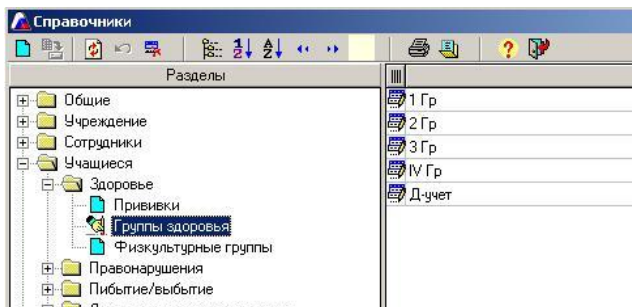 Справочники
Разделы
Общие
Учреждение
Сотрудники
Учащиеся
Здоровье
Прививки
Группы здоровья
Физкультурные группы
Правонарушения
Пибытие/выбытие
1 Гр
2 Гр
3 Гр
IV Гр
Д-учет